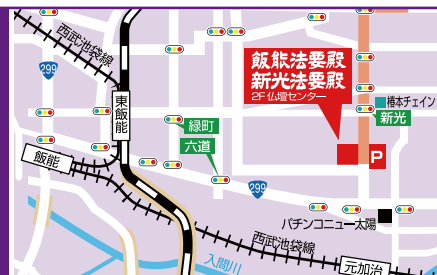 西武池袋線
299
東飯能
飯能
緑町
六道
飯能法要殿
新光法要殿
2F 仏壇センター
椿本チェイン
新光
P
299
パチンコニュー太陽
西武池袋線
入間川
元加治